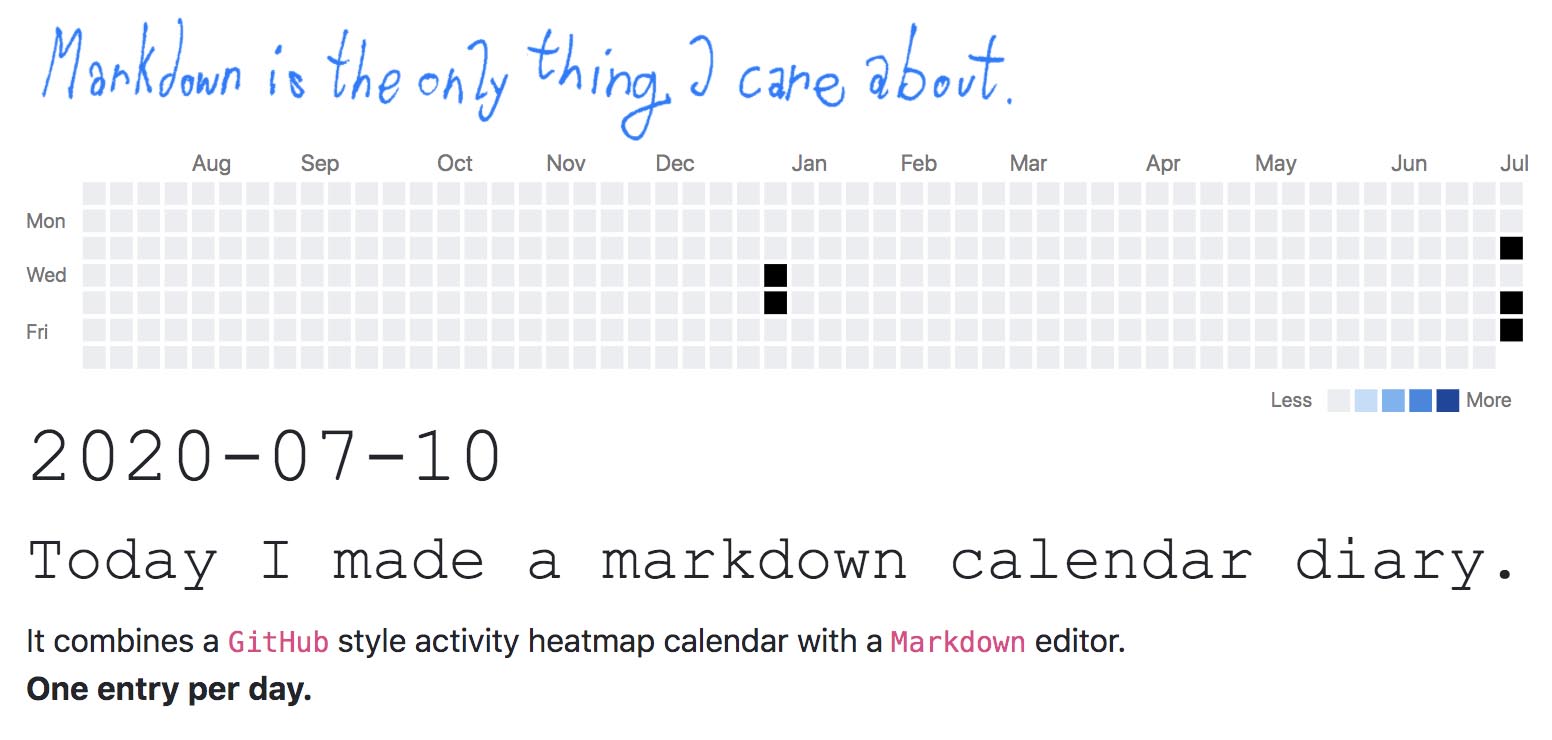 Markdown is the only thing I care about.
Aug Sep Oct Nov Dec Jan Feb Mar Apr May Jun Jul
Mon
Wed
Fri
Less More
2020-07-10
Today I made a markdown calendar diary.
It combines a GitHub style activity heatmap calendar with a Markdown editor.
One entry per day.